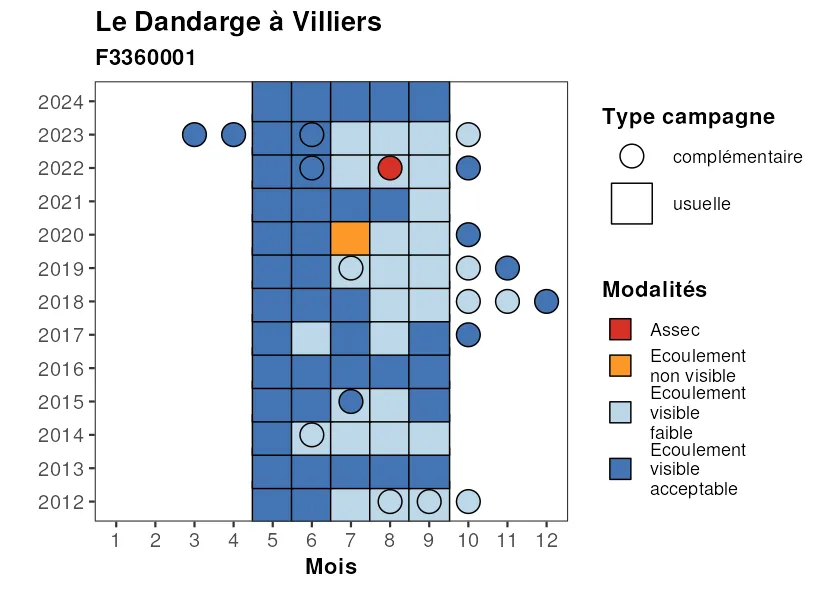 Le Dandarge à Villiers
F3360001
2024
2023
2022
2021
2020
2019
2018
2017
2016
2015
2014
2013
2012
1 2 3 4 5 6 7 8 9 10 11 12
Mois
Type campagne
complémentaire
usuelle
Modalités
Assec
Ecoulement
non visible
Ecoulement
visible
faible
Ecoulement
visible
acceptable